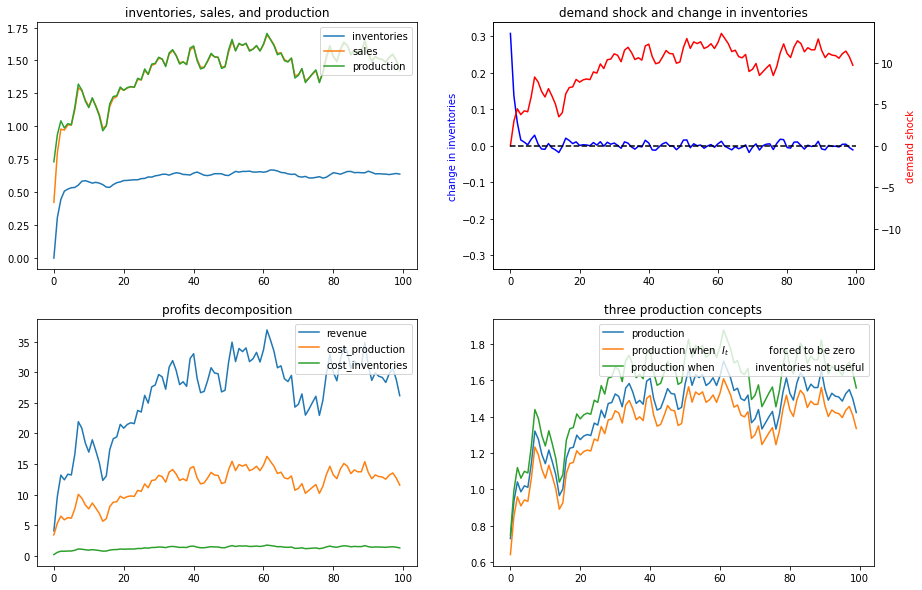 inventories, sales, and production
1.75
1.50
1.25
1.00
0.75
0.50
0.25
0.00
0 20 40 60 80 100
inventories
sales
production
demand shock and change in inventories
change in inventories
0.3
0.2
0.1
0.0
−0.1
−0.2
−0.3
0 20 40 60 80 100
10
5
0
−5
−10
demand shock
profits decomposition
35
30
25
20
15
10
5
0
0 20 40 60 80 100
revenue
cost_production
cost_inventories
three production concepts
1.8
1.6
1.4
1.2
1.0
0.8
0.6
0 20 40 60 80 100
production
production when I_t forced to be zero
production when inventories not useful